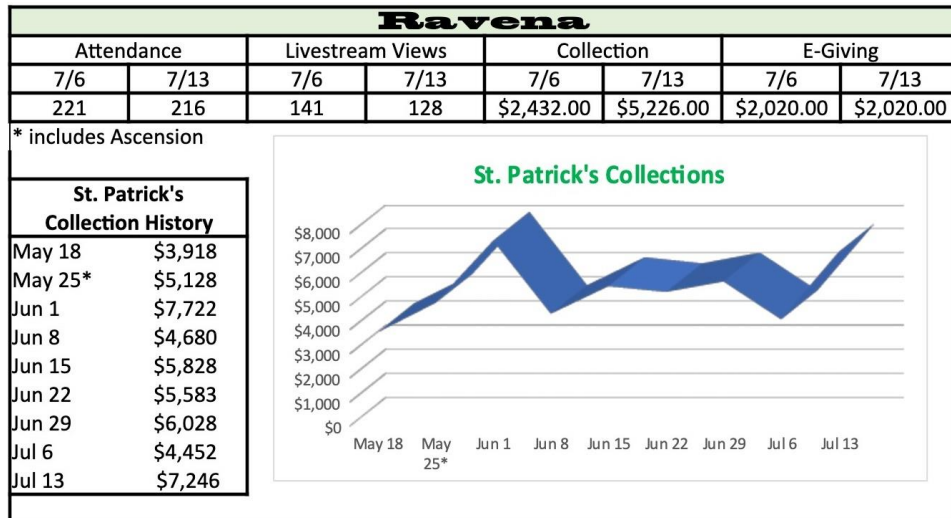 Ravena
Attendance Livestream Views Collection E-Giving
7/6 7/13 7/6 7/13 7/6 7/13 7/6 7/13
221 216 141 128 $2,432.00 $5,226.00 $2,020.00 $2,020.00
* includes Ascension
St. Patrick's
Collection History
May 18 $3,918
May 25* $5,128
Jun 1 $7,722
Jun 8 $4,680
Jun 15 $5,828
Jun 22 $5,583
Jun 29 $6,028
Jul 6 $4,452
Jul 13 $7,246
St. Patrick's Collections
$8,000
$7,000
$6,000
$5,000
$4,000
$3,000
$2,000
$1,000
$0
May 18 May Jun 1 Jun 8 Jun 15 Jun 22 Jun 29 Jul 6 Jul 13
25*